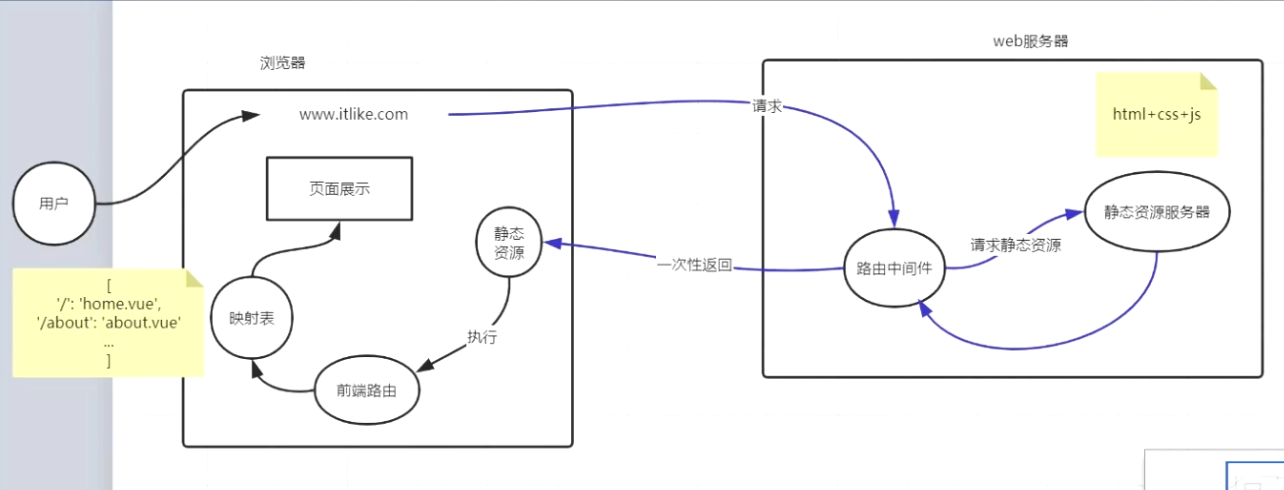 web服务器
浏览器
www.itlike.com
请求
html+css+js
页面展示
用户
静态
资源
静态资源服务器
请求静态资源
一次性返回
路由中间件
[
'/': 'home.vue',
'/about': 'about.vue'
...
]
映射表
执行
前端路由